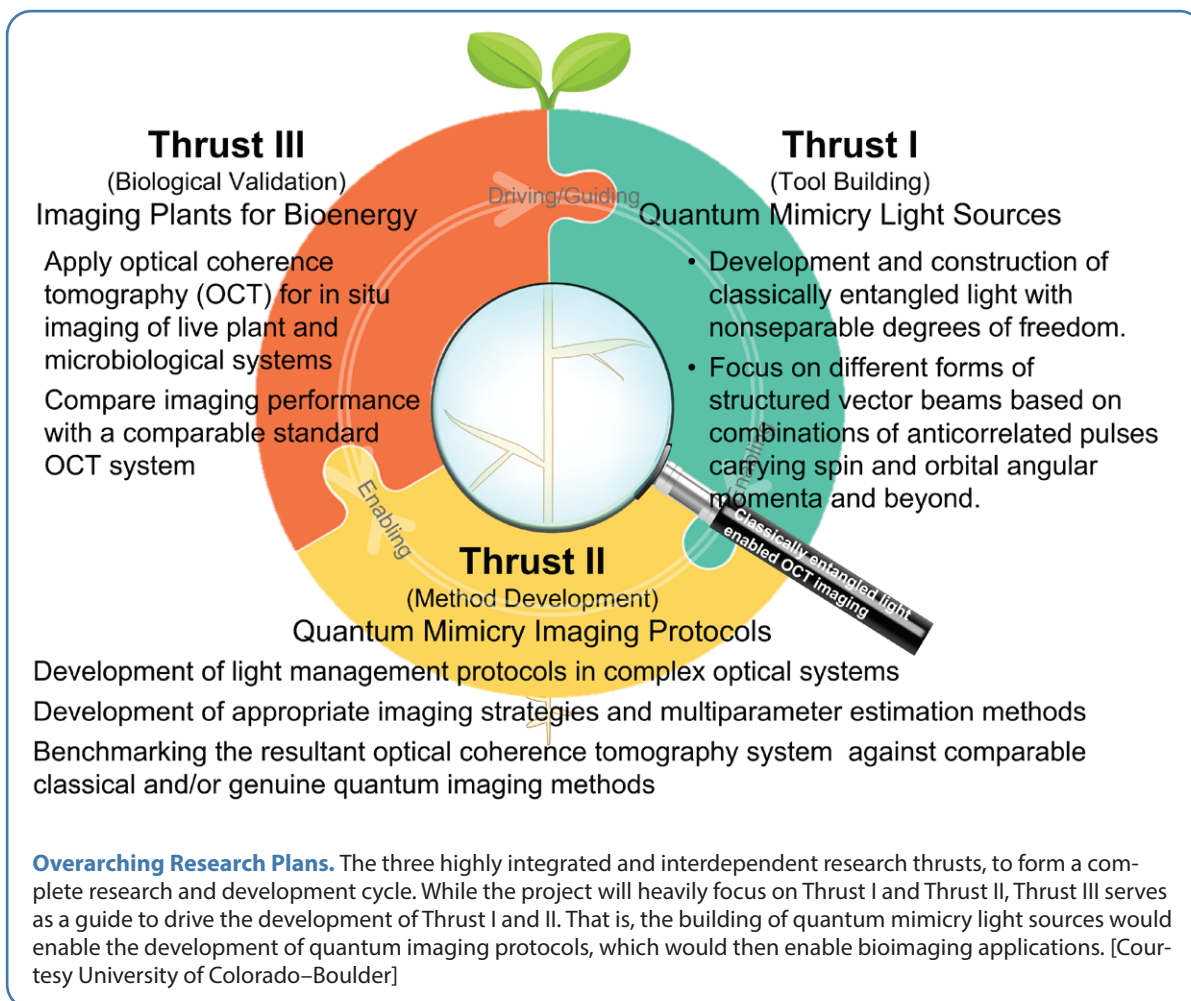 Thrust III
(Biological Validation)
Imaging Plants for Bioenergy
Apply optical coherence
tomography (OCT) for in situ
imaging of live plant and
microbiological systems
Compare imaging performance
with a comparable standard
OCT system
Driving/Guiding
Thrust I
(Tool Building)
Quantum Mimicry Light Sources
• Development and construction of
classically entangled light with
nonseparable degrees of freedom.
• Focus on different forms of
structured vector beams based on
combinations of anticorrelated pulses
carrying spin and orbital angular
momenta and beyond.
Enabling
Classically entangled light
enabled OCT imaging
Enabling
Thrust II
(Method Development)
Quantum Mimicry Imaging Protocols
Development of light management protocols in complex optical systems
Development of appropriate imaging strategies and multiparameter estimation methods
Benchmarking the resultant optical coherence tomography system against comparable
classical and/or genuine quantum imaging methods
Overarching Research Plans. The three highly integrated and interdependent research thrusts, to form a com-
plete research and development cycle. While the project will heavily focus on Thrust I and Thrust II, Thrust III serves
as a guide to drive the development of Thrust I and II. That is, the building of quantum mimicry light sources would
enable the development of quantum imaging protocols, which would then enable bioimaging applications. [Cour-
tesy University of Colorado–Boulder]